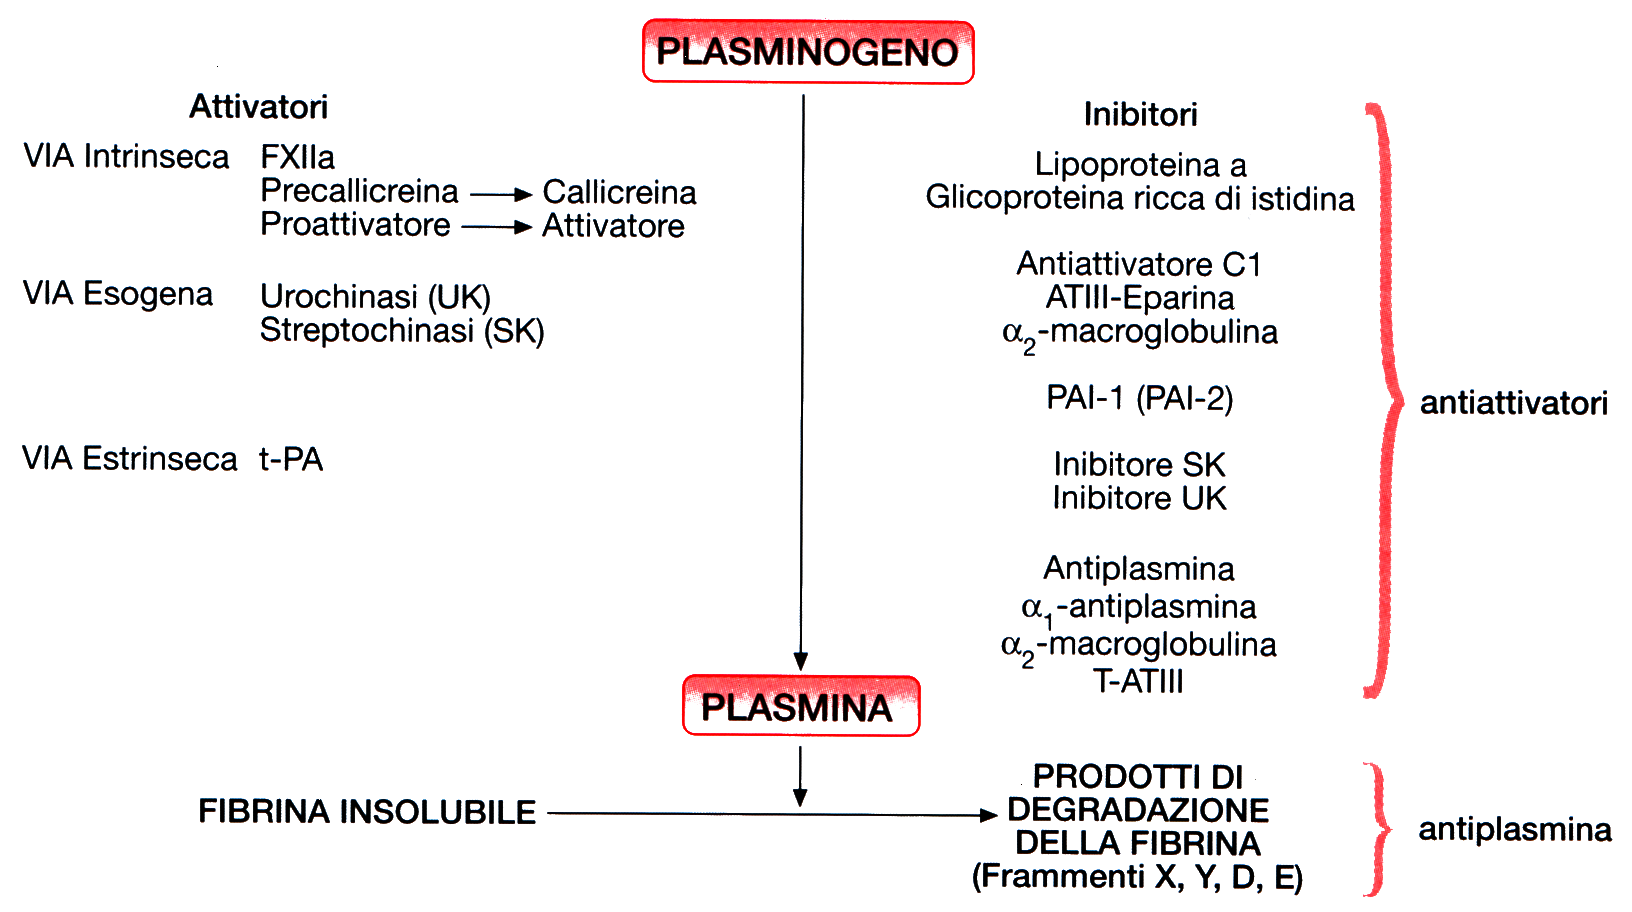 PLASMINOGENO
Attivatori
VIA Intrinseca FXIIa
Precallicreina → Callicreina
Proattivatore → Attivatore
VIA Esogena Urochinasi (UK)
Streptochinasi (SK)
VIA Estrinseca t-PA
Inibitori
Lipoproteina a
Glicoproteina ricca di istidina
Antiattivatore C1
ATIII-Eparina
α2-macroglobulina
PAI-1 (PAI-2)
Inibitore SK
Inibitore UK
Antiplasmina
α1-antiplasmina
α2-macroglobulina
T-ATIII
antiattivatori
PLASMINA
FIBRINA INSOLUBILE
PRODOTTI DI
DEGRADAZIONE
DELLA FIBRINA
(Frammenti X, Y, D, E)
antiplasmina